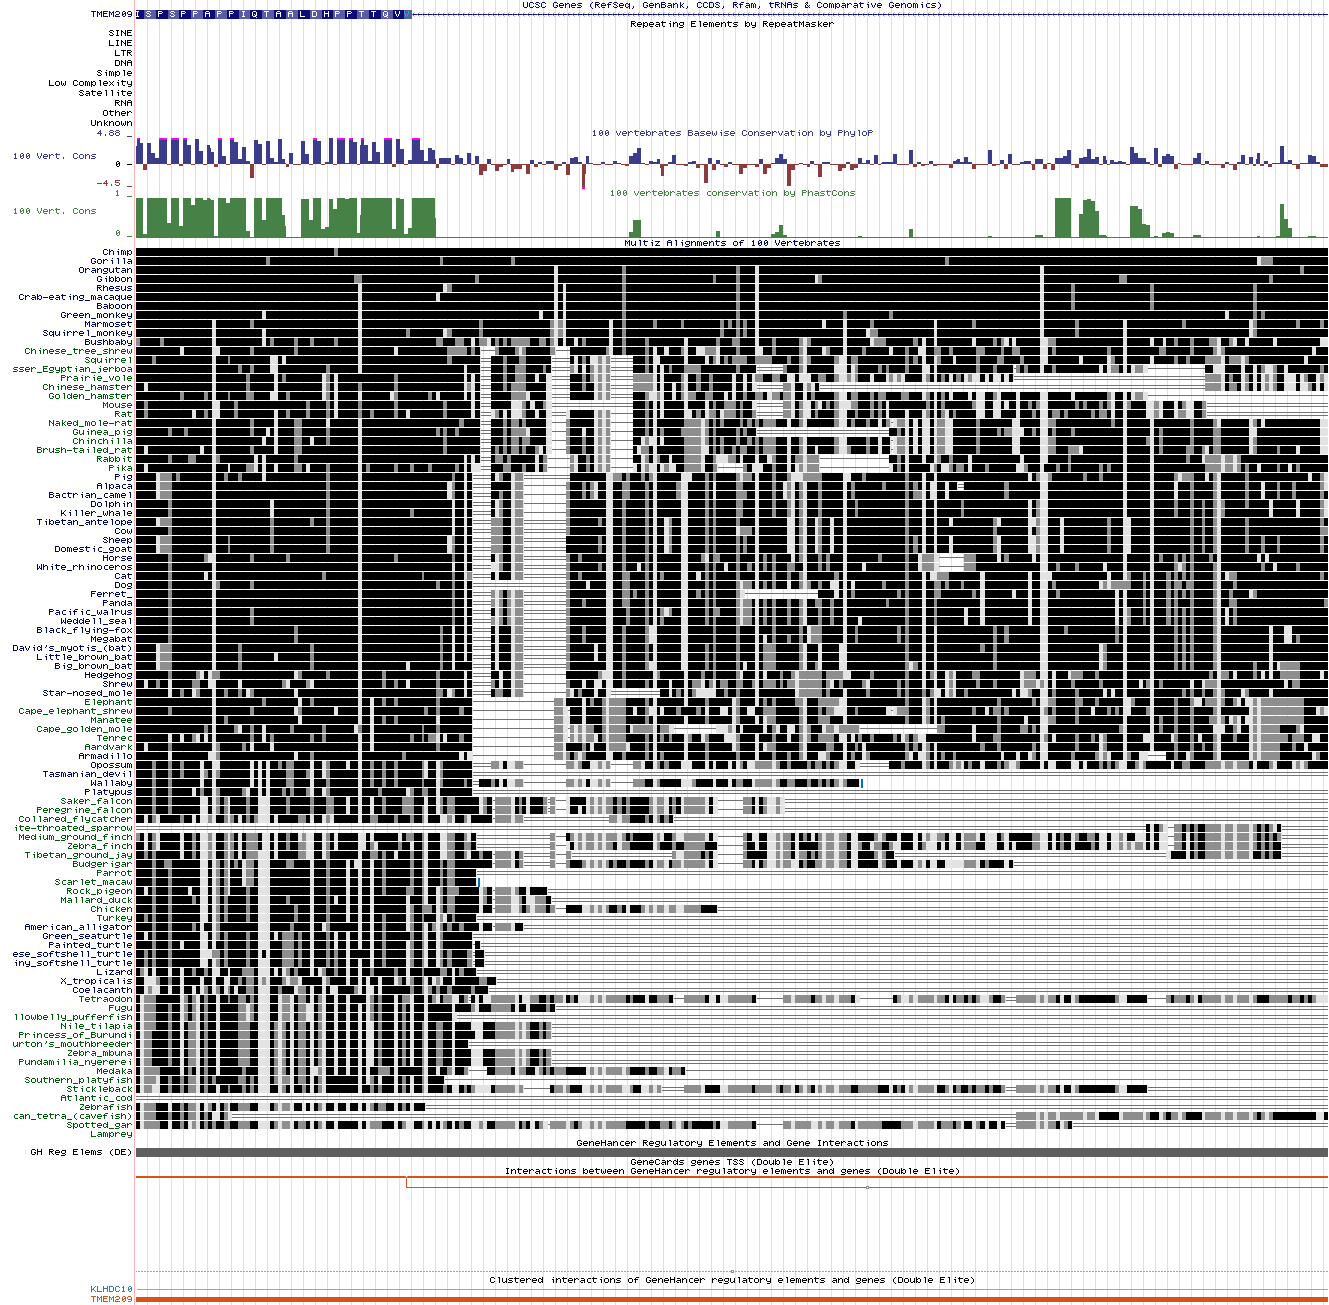 UCSC Genes (RefSeq, GenBank, CCDS, Rfam, tRNAs & Comparative Genomics)
TMEM209 I S P S P P A P P I Q T A A L D H P P T T Q V
Repeating Elements by RepeatMasker
SINE
LINE
LTR
DNA
Simple
Low Complexity
Satellite
RNA
Other
Unknown
4.88 _
100 vertebrates Basewise Conservation by PhyloP
100 Vert. Cons
0 _
-4.5 _
100 vertebrates conservation by PhastCons
1 _
100 Vert. Cons
0 _
Multiz Alignments of 100 Vertebrates
Chimp
Gorilla
Orangutan
Gibbon
Rhesus
Crab-eating_macaque
Baboon
Green_monkey
Marmoset
Squirrel_monkey
Bushbaby
Chinese_tree_shrew
Squirrel
sser_Egyptian_jerboa
Prairie_vole
Chinese_hamster
Golden_hamster
Mouse
Rat
Naked_mole-rat
Guinea_pig
Chinchilla
Brush-tailed_rat
Rabbit
Pika
Pig
Alpaca
Bactrian_camel
Dolphin
Killer_whale
Tibetan_antelope
Cow
Sheep
Domestic_goat
Horse
White_rhinoceros
Cat
Dog
Ferret_
Panda
Pacific_walrus
Weddell_seal
Black_flying-fox
Megabat
David's_myotis_(bat)
Little_brown_bat
Big_brown_bat
Hedgehog
Shrew
Star-nosed_mole
Elephant
Cape_elephant_shrew
Manatee
Cape_golden_mole
Tenrec
Aardvark
Armadillo
Opossum
Tasmanian_devil
Wallaby
Platypus
Saker_falcon
Peregrine_falcon
Collared_flycatcher
ite-throated_sparrow
Medium_ground_finch
Zebra_finch
Tibetan_ground_jay
Budgerigar
Parrot
Scarlet_macaw
Rock_pigeon
Mallard_duck
Chicken
Turkey
American_alligator
Green_seaturtle
Painted_turtle
ese_softshell_turtle
iny_softshell_turtle
Lizard
X_tropicalis
Coelacanth
Tetraodon
Fugu
llowbelly_pufferfish
Nile_tilapia
Princess_of_Burundi
urton's_mouthbreeder
Zebra_mbuna
Pundamilia_nyererei
Medaka
Southern_platyfish
Stickleback
Atlantic_cod
Zebrafish
can_tetra_(cavefish)
Spotted_gar
Lamprey
GeneHancer Regulatory Elements and Gene Interactions
GH Reg Elems (DE)
GeneCards genes TSS (Double Elite)
Interactions between GeneHancer regulatory elements and genes (Double Elite)
Clustered interactions of GeneHancer regulatory elements and genes (Double Elite)
KLHDC10
TMEM209